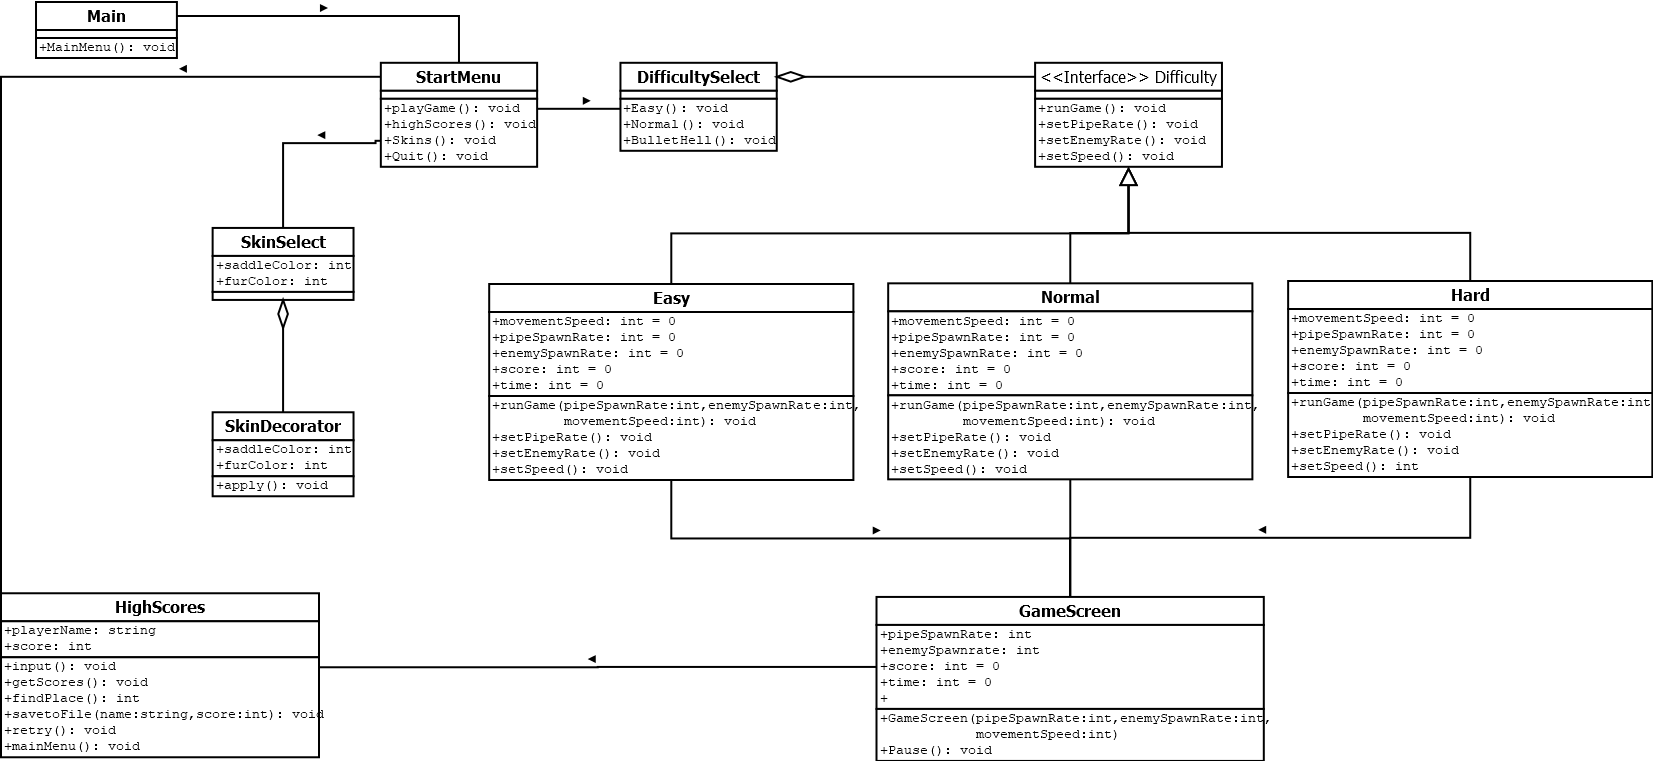 Main
+MainMenu(): void
StartMenu
+playGame(): void
+highScores(): void
+Skins(): void
+Quit(): void
DifficultySelect
+Easy(): void
+Normal(): void
+BulletHell(): void
<<Interface>> Difficulty
+runGame(): void
+setPipeRate(): void
+setEnemyRate(): void
+setSpeed(): void
SkinSelect
+saddleColor: int
+furColor: int
SkinDecorator
+saddleColor: int
+furColor: int
+apply(): void
Easy
+movementSpeed: int = 0
+pipeSpawnRate: int = 0
+enemySpawnRate: int = 0
+score: int = 0
+time: int = 0
+runGame(pipeSpawnRate:int,enemySpawnRate:int,
movementSpeed:int): void
+setPipeRate(): void
+setEnemyRate(): void
+setSpeed(): void
Normal
+movementSpeed: int = 0
+pipeSpawnRate: int = 0
+enemySpawnRate: int = 0
+score: int = 0
+time: int = 0
+runGame(pipeSpawnRate:int,enemySpawnRate:int,
movementSpeed:int): void
+setPipeRate(): void
+setEnemyRate(): void
+setSpeed(): void
Hard
+movementSpeed: int = 0
+pipeSpawnRate: int = 0
+enemySpawnRate: int = 0
+score: int = 0
+time: int = 0
+runGame(pipeSpawnRate:int,enemySpawnRate:int
movementSpeed:int): void
+setPipeRate(): void
+setEnemyRate(): void
+setSpeed(): int
HighScores
+playerName: string
+score: int
+input(): void
+getScores(): void
+findPlace(): int
+savetoFile(name:string,score:int): void
+retry(): void
+mainMenu(): void
GameScreen
+pipeSpawnRate: int
+enemySpawnrate: int
+score: int = 0
+time: int = 0
+
+GameScreen(pipeSpawnRate:int,enemySpawnRate:int,
movementSpeed:int)
+Pause(): void